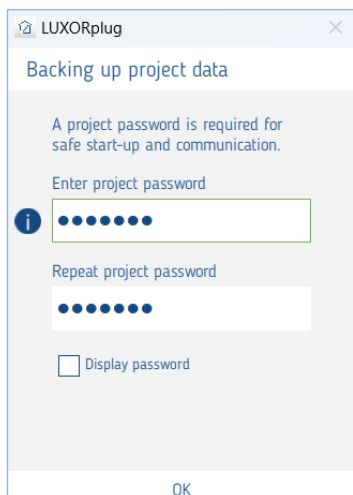 LUXORplug
Backing up project data
A project password is required for
safe start-up and communication.
Enter project password
●●●●●●●
Repeat project password
●●●●●●●
Display password
OK